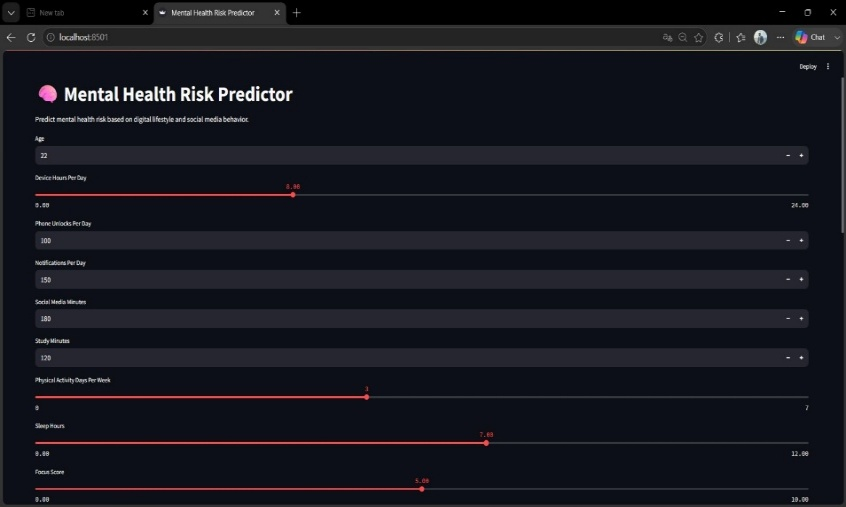 New tab
Mental Health Risk Predictor
localhost:8501
Chat
Deploy
Mental Health Risk Predictor
Predict mental health risk based on digital lifestyle and social media behavior.
Age
22
Device Hours Per Day
8.00
0.00 24.00
Phone Unlocks Per Day
100
Notifications Per Day
150
Social Media Minutes
180
Study Minutes
120
Physical Activity Days Per Week
3
0 7
Sleep Hours
7.00
0.00 12.00
Focus Score
5.00
0.00 10.00